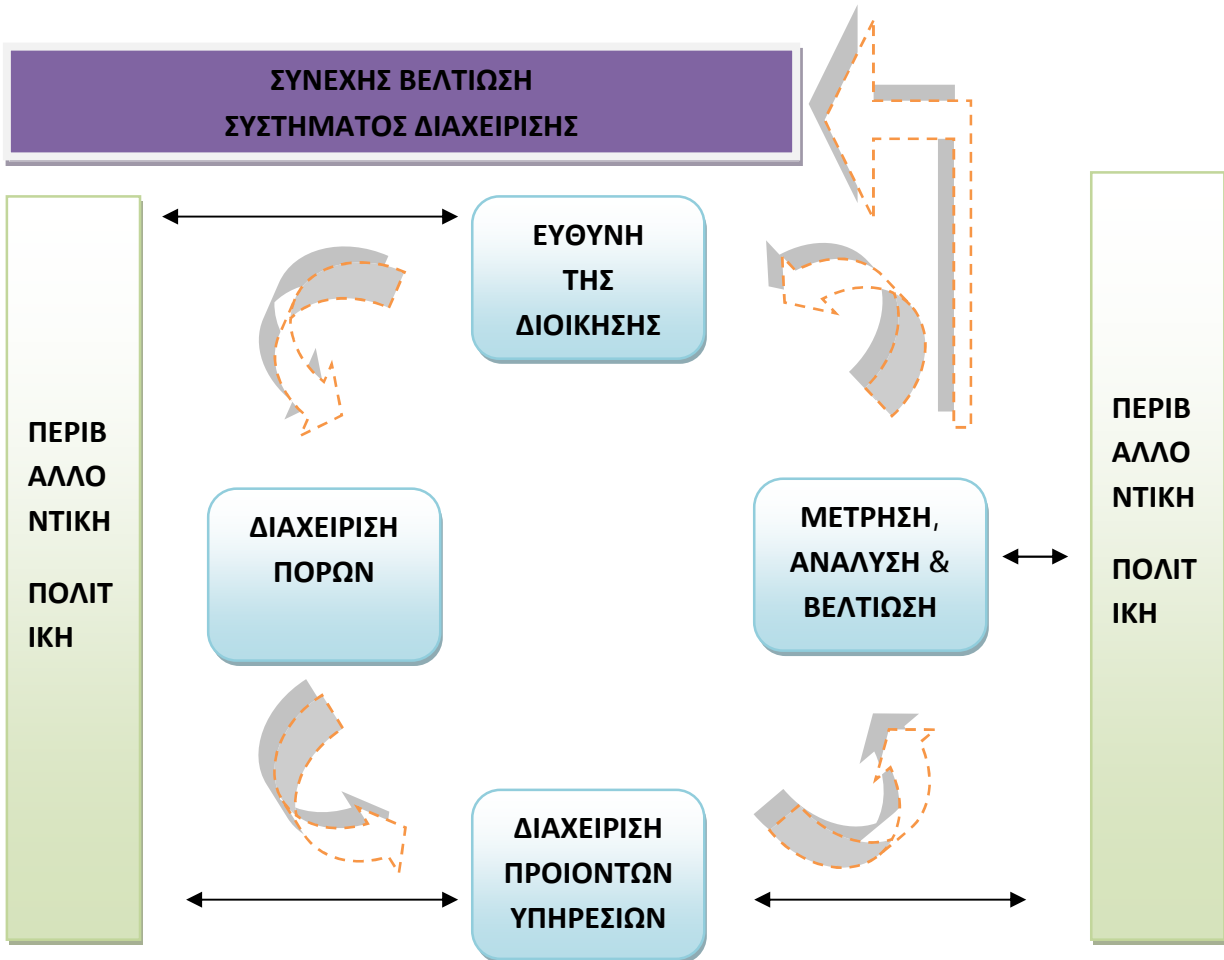 ΣΥΝΕΧΗΣ ΒΕΛΤΙΩΣΗ
ΣΥΣΤΗΜΑΤΟΣ ΔΙΑΧΕΙΡΙΣΗΣ
ΕΥΘΥΝΗ
ΤΗΣ
ΔΙΟΙΚΗΣΗΣ
ΠΕΡΙΒ
ΑΛΛΟ
ΝΤΙΚΗ
ΠΟΛΙΤ
ΙΚΗ
ΔΙΑΧΕΙΡΙΣΗ
ΠΟΡΩΝ
ΜΕΤΡΗΣΗ,
ΑΝΑΛΥΣΗ &
ΒΕΛΤΙΩΣΗ
ΠΕΡΙΒ
ΑΛΛΟ
ΝΤΙΚΗ
ΠΟΛΙΤ
ΙΚΗ
ΔΙΑΧΕΙΡΙΣΗ
ΠΡΟΙΟΝΤΩΝ
ΥΠΗΡΕΣΙΩΝ